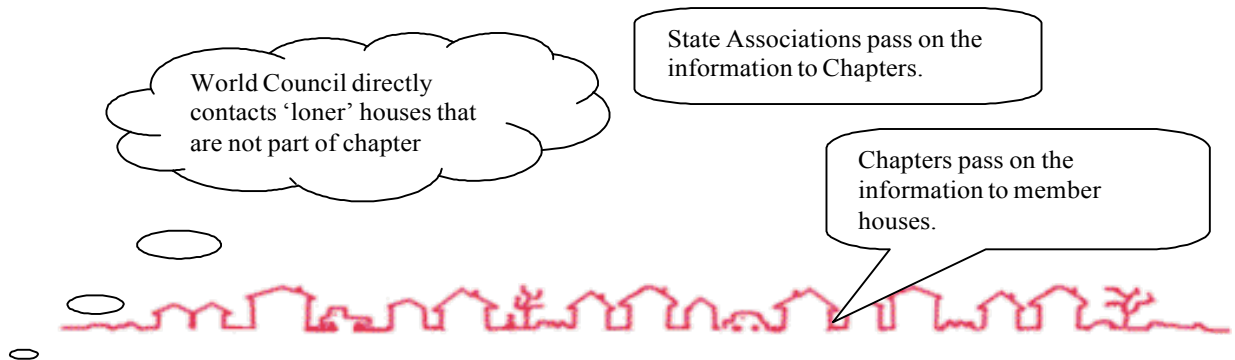 World Council directly
contacts ‘loner’ houses that
are not part of chapter
State Associations pass on the
information to Chapters.
Chapters pass on the
information to member
houses.